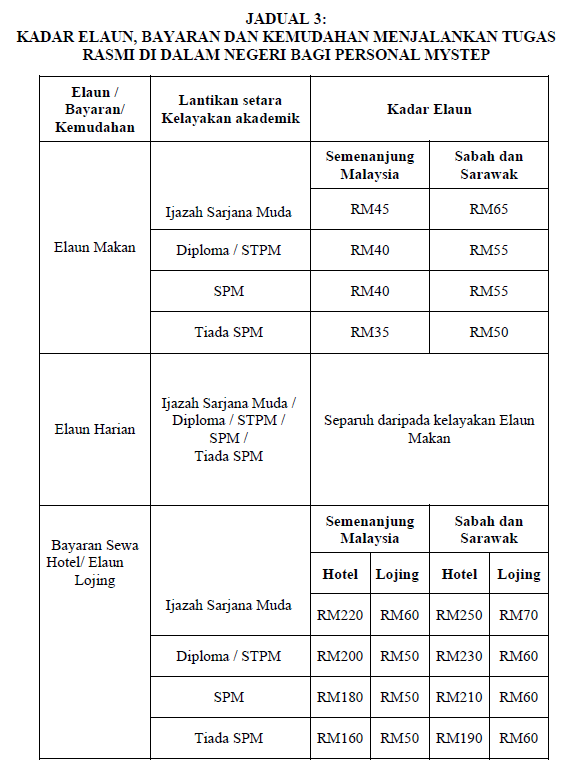 JADUAL 3:
KADAR ELAUN, BAYARAN DAN KEMUDAHAN MENJALANKAN TUGAS
RASMI DI DALAM NEGERI BAGI PERSONAL MYSTEP
Elaun /
Bayaran/
Kemudahan
Lantikan setara
Kelayakan akademik
Kadar Elaun
Elaun Makan
Semenanjung
Malaysia
Sabah dan
Sarawak
Ijazah Sarjana Muda
RM45
RM65
Diploma / STPM
RM40
RM55
SPM
RM40
RM55
Tiada SPM
RM35
RM50
Elaun Harian
Ijazah Sarjana Muda /
Diploma / STPM /
SPM /
Tiada SPM
Separuh daripada kelayakan Elaun
Makan
Bayaran Sewa
Hotel/ Elaun
Lojing
Semenanjung
Malaysia
Sabah dan
Sarawak
Hotel
Lojing
Hotel
Lojing
Ijazah Sarjana Muda
RM220
RM60
RM250
RM70
Diploma / STPM
RM200
RM50
RM230
RM60
SPM
RM180
RM50
RM210
RM60
Tiada SPM
RM160
RM50
RM190
RM60